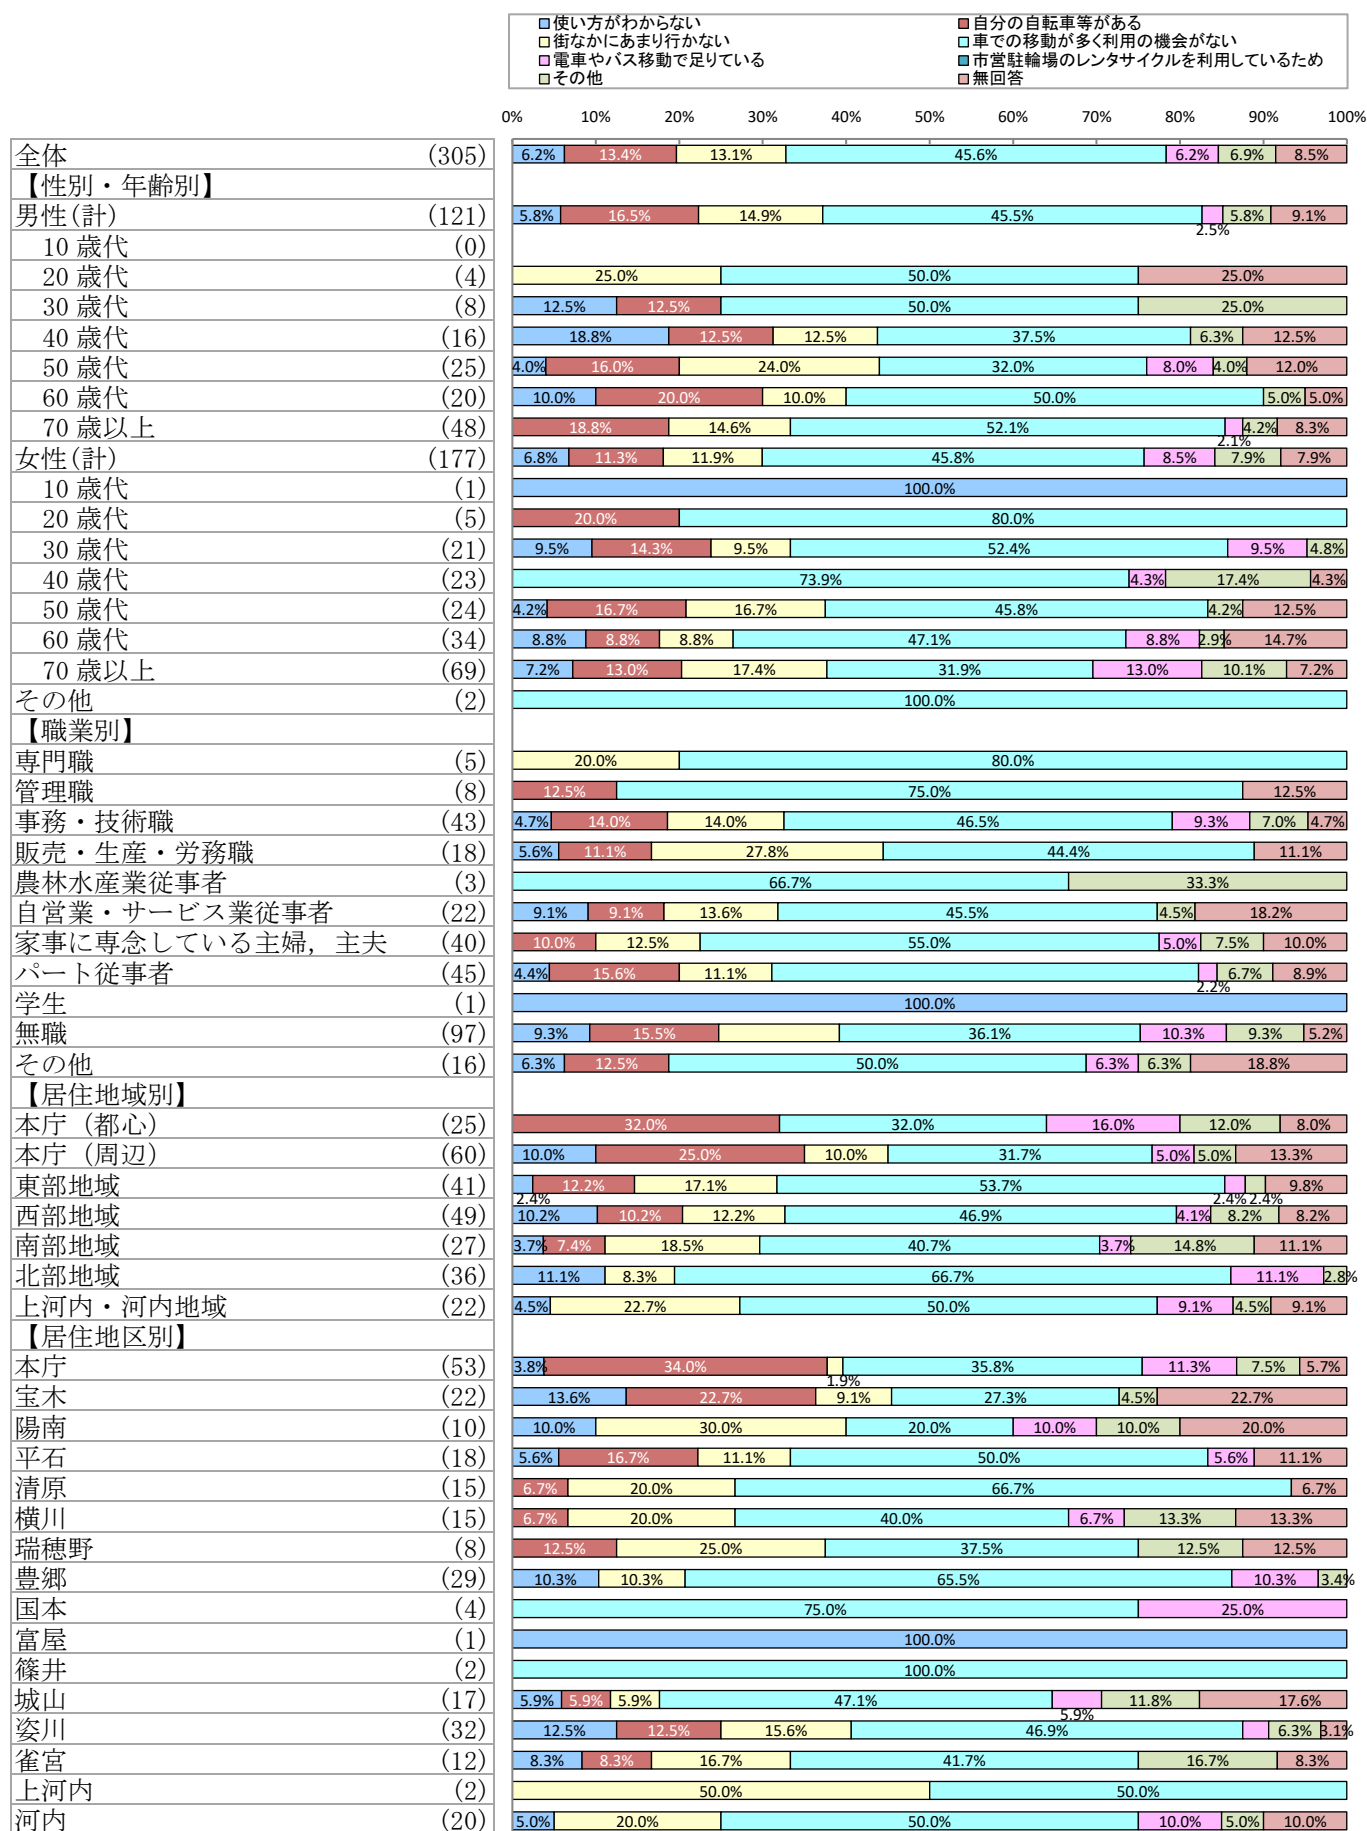 使い方がわからない 自分の自転車等がある
街なかにあまり行かない 車での移動が多く利用の機会がない
電車やバス移動で足りている 市営駐輪場のレンタサイクルを利用しているため
その他 無回答
0% 10% 20% 30% 40% 50% 60% 70% 80% 90% 100%
全体 (305) 6.2% 13.4% 13.1% 45.6% 6.2% 6.9% 8.5%
【性別・年齢別】
男性(計) (121) 5.8% 16.5% 14.9% 45.5% 2.5% 5.8% 9.1%
10 歳代 (0)
20 歳代 (4) 25.0% 50.0% 25.0%
30 歳代 (8) 12.5% 12.5% 50.0% 25.0%
40 歳代 (16) 18.8% 12.5% 12.5% 37.5% 6.3% 12.5%
50 歳代 (25) 4.0% 16.0% 24.0% 32.0% 8.0% 4.0% 12.0%
60 歳代 (20) 10.0% 20.0% 10.0% 50.0% 5.0% 5.0%
70 歳以上 (48) 18.8% 14.6% 52.1% 2.1% 4.2% 8.3%
女性(計) (177) 6.8% 11.3% 11.9% 45.8% 8.5% 7.9% 7.9%
10 歳代 (1) 100.0%
20 歳代 (5) 20.0% 80.0%
30 歳代 (21) 9.5% 14.3% 9.5% 52.4% 9.5% 4.8%
40 歳代 (23) 73.9% 4.3% 17.4% 4.3%
50 歳代 (24) 4.2% 16.7% 16.7% 45.8% 4.2% 12.5%
60 歳代 (34) 8.8% 8.8% 8.8% 47.1% 8.8% 2.9% 14.7%
70 歳以上 (69) 7.2% 13.0% 17.4% 31.9% 13.0% 10.1% 7.2%
その他 (2) 100.0%
【職業別】
専門職 (5) 20.0% 80.0%
管理職 (8) 12.5% 75.0% 12.5%
事務・技術職 (43) 4.7% 14.0% 14.0% 46.5% 9.3% 7.0% 4.7%
販売・生産・労務職 (18) 5.6% 11.1% 27.8% 44.4% 11.1%
農林水産業従事者 (3) 66.7% 33.3%
自営業・サービス業従事者 (22) 9.1% 9.1% 13.6% 45.5% 4.5% 18.2%
家事に専念している主婦，主夫 (40) 10.0% 12.5% 55.0% 5.0% 7.5% 10.0%
パート従事者 (45) 4.4% 15.6% 11.1% 2.2% 6.7% 8.9%
学生 (1) 100.0%
無職 (97) 9.3% 15.5% 36.1% 10.3% 9.3% 5.2%
その他 (16) 6.3% 12.5% 50.0% 6.3% 6.3% 18.8%
【居住地域別】
本庁（都心） (25) 32.0% 32.0% 16.0% 12.0% 8.0%
本庁（周辺） (60) 10.0% 25.0% 10.0% 31.7% 5.0% 5.0% 13.3%
東部地域 (41) 2.4% 12.2% 17.1% 53.7% 2.4% 2.4% 9.8%
西部地域 (49) 10.2% 10.2% 12.2% 46.9% 4.1% 8.2% 8.2%
南部地域 (27) 3.7% 7.4% 18.5% 40.7% 3.7% 14.8% 11.1%
北部地域 (36) 11.1% 8.3% 66.7% 11.1% 2.8%
上河内・河内地域 (22) 4.5% 22.7% 50.0% 9.1% 4.5% 9.1%
【居住地区別】
本庁 (53) 3.8% 34.0% 1.9% 35.8% 11.3% 7.5% 5.7%
宝木 (22) 13.6% 22.7% 9.1% 27.3% 4.5% 22.7%
陽南 (10) 10.0% 30.0% 20.0% 10.0% 10.0% 20.0%
平石 (18) 5.6% 16.7% 11.1% 50.0% 5.6% 11.1%
清原 (15) 6.7% 20.0% 66.7% 6.7%
横川 (15) 6.7% 20.0% 40.0% 6.7% 13.3% 13.3%
瑞穂野 (8) 12.5% 25.0% 37.5% 12.5% 12.5%
豊郷 (29) 10.3% 10.3% 65.5% 10.3% 3.4%
国本 (4) 75.0% 25.0%
富屋 (1) 100.0%
篠井 (2) 100.0%
城山 (17) 5.9% 5.9% 5.9% 47.1% 5.9% 11.8% 17.6%
姿川 (32) 12.5% 12.5% 15.6% 46.9% 6.3% 3.1%
雀宮 (12) 8.3% 8.3% 16.7% 41.7% 16.7% 8.3%
上河内 (2) 50.0% 50.0%
河内 (20) 5.0% 20.0% 50.0% 10.0% 5.0% 10.0%